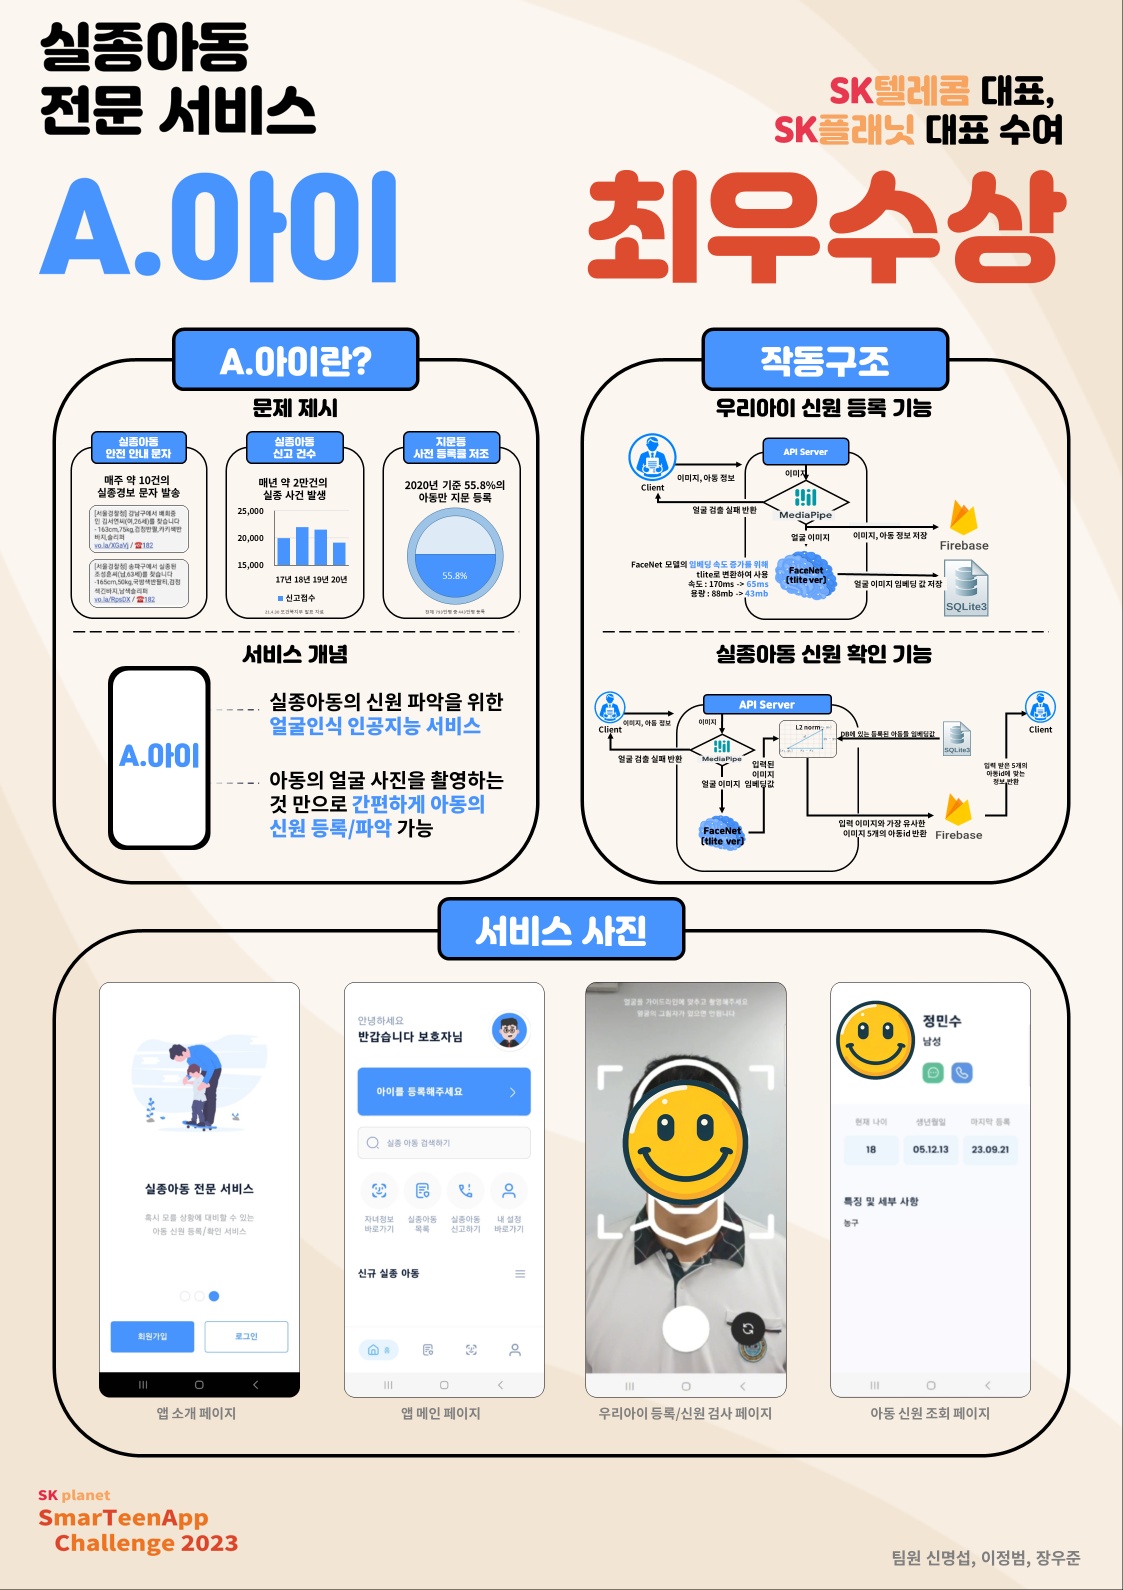 실종아동
전문 서비스
A.아이
SK텔레콤 대표,
SK플래닛 대표 수여
최우수상
A.아이란?
문제 제시
실종아동
안전 안내 문자
매주 약 10건의
실종경보 문자 발송
[서울경찰청] 강남구에서 배회중
인 김서연씨(여,26세)를 찾습니다
-163cm,75kg,검정반팔,카키색반
바지,슬리퍼
vo.la/XGaVj / ☎182
[서울경찰청] 송파구에서 실종된
조성훈씨(남,63세)를 찾습니다
-165cm,50kg,국방색반팔티,검정
색긴바지,남색슬리퍼
vo.la/RpsDX / ☎182
실종아동
신고 건수
매년 약 2만건의
실종 사건 발생
25,000
20,000
15,000
17년 18년 19년 20년
신고접수
21.4.20 보건복지부 발표 자료
지문등
사전 등록률 저조
2020년 기준 55.8%의
아동만 지문 등록
55.8%
서비스 개념
A.아이
실종아동의 신원 파악을 위한
얼굴인식 인공지능 서비스
아동의 얼굴 사진을 촬영하는
것 만으로 간편하게 아동의
신원 등록/파악 가능
작동구조
우리아이 신원 등록 기능
Client
이미지, 아동 정보
API Server
이미지
MediaPipe
얼굴 검출 실패 반환
얼굴 이미지
이미지, 아동 정보 저장
Firebase
FaceNet 모델의 임베딩 속도 증가를 위해
tlite로 변환하여 사용
속도 : 170ms -> 65ms
용량 : 88mb -> 43mb
FaceNet
(tlite ver)
얼굴 이미지 임베딩 값 저장
SQLite3
실종아동 신원 확인 기능
Client
이미지, 아동 정보
API Server
이미지
MediaPipe
얼굴 검출 실패 반환
얼굴 이미지
입력된
이미지
임베딩값
FaceNet
(tlite ver)
L2 norm
DB에 있는 등록된 아동들 임베딩값
SQLite3
입력 이미지와 가장 유사한
이미지 5개의 아동id 반환
Firebase
입력 받은 5개의
아동id에 맞는
정보 반환
Client
서비스 사진
실종아동 전문 서비스
혹시 모를 상황에 대비할 수 있는
아동 신원 등록/확인 서비스
회원가입
로그인
앱 소개 페이지
안녕하세요
반갑습니다 보호자님
아이를 등록해주세요
실종 아동 검색하기
자녀정보
바로가기
실종아동
목록
실종아동
신고하기
내 설정
바로가기
신규 실종 아동
홈
앱 메인 페이지
얼굴을 가이드라인에 맞추고 촬영해주세요
얼굴이 그림자가 있으면 안됩니다
우리아이 등록/신원 검사 페이지
정민수
남성
현재 나이
생년월일
마지막 등록
18
05.12.13
23.09.21
특징 및 세부 사항
농구
아동 신원 조회 페이지
SK planet
SmarTeenApp
Challenge 2023
팀원 신명섭, 이정범, 장우준